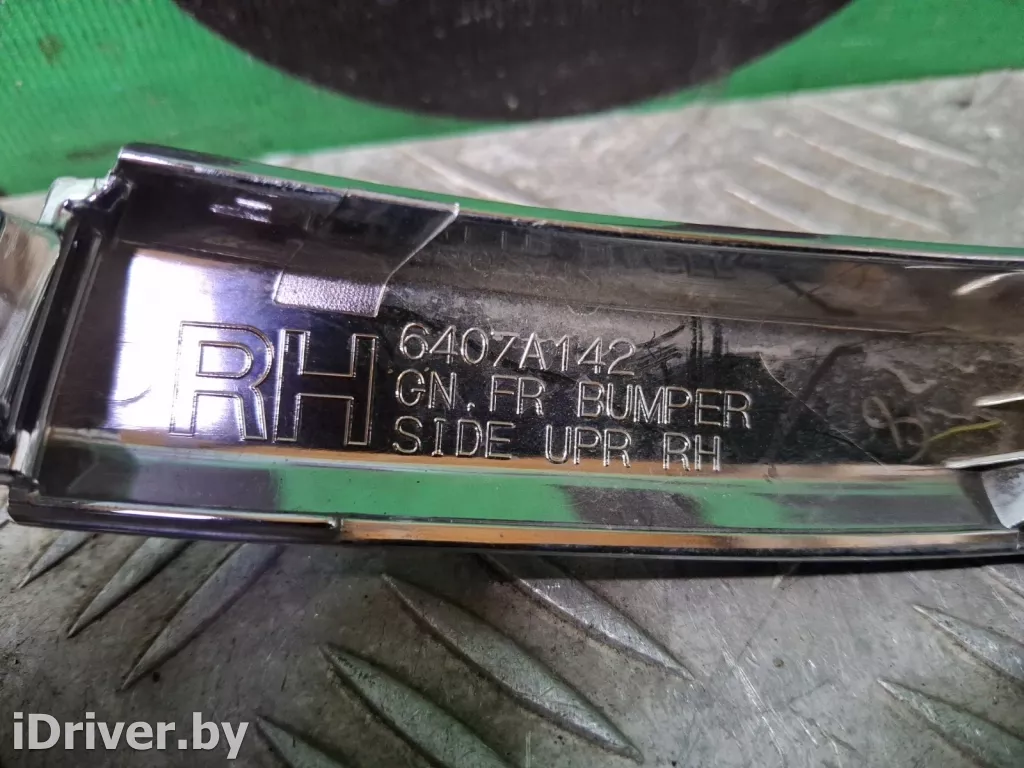 RH
6407A142
GN.FR BUMPER
SIDE UPR RH
iDriver.by